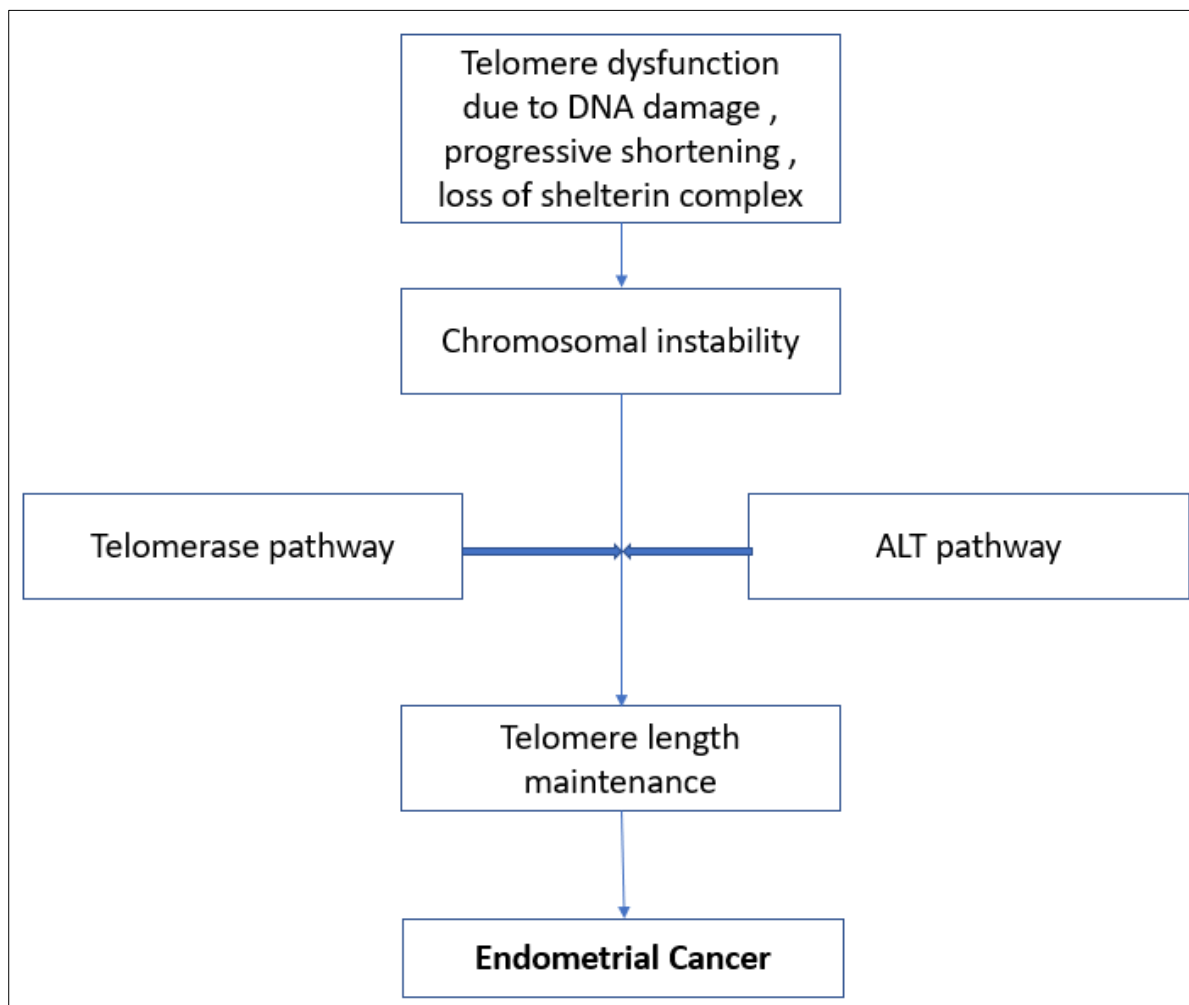 Telomere dysfunction
due to DNA damage ,
progressive shortening ,
loss of shelterin complex
Chromosomal instability
Telomerase pathway
ALT pathway
Telomere length
maintenance
Endometrial Cancer